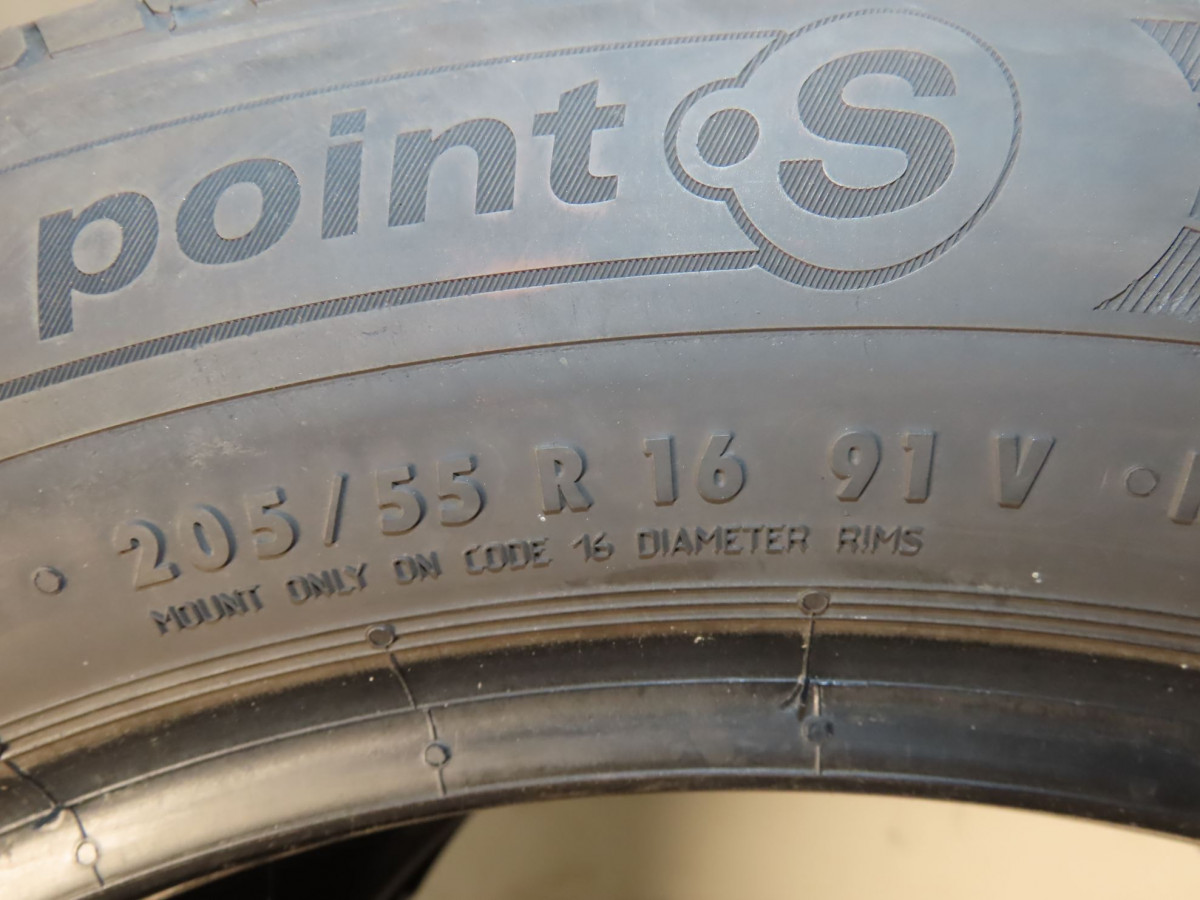 point S
205/55 R 16 91 V
MOUNT ONLY ON CODE 16 DIAMETER RIMS